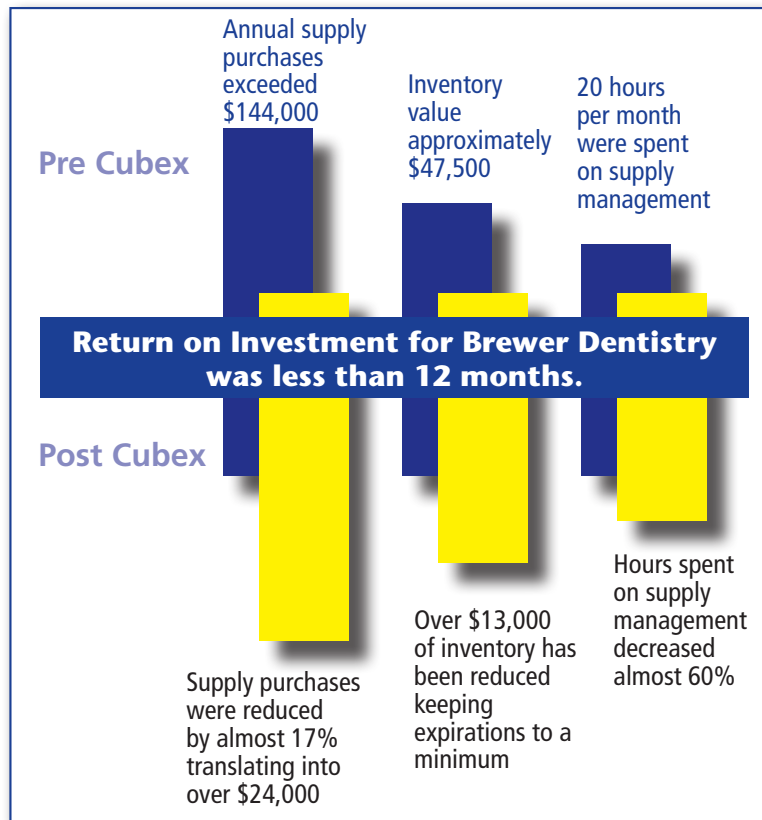 Annual supply
purchases
exceeded
$144,000
Inventory
value
approximately
$47,500
20 hours
per month
were spent
on supply
management
Pre Cubex
Return on Investment for Brewer Dentistry
was less than 12 months.
Post Cubex
Supply purchases
were reduced
by almost 17%
translating into
over $24,000
Over $13,000
of inventory has
been reduced
keeping
expirations to a
minimum
Hours spent
on supply
management
decreased
almost 60%